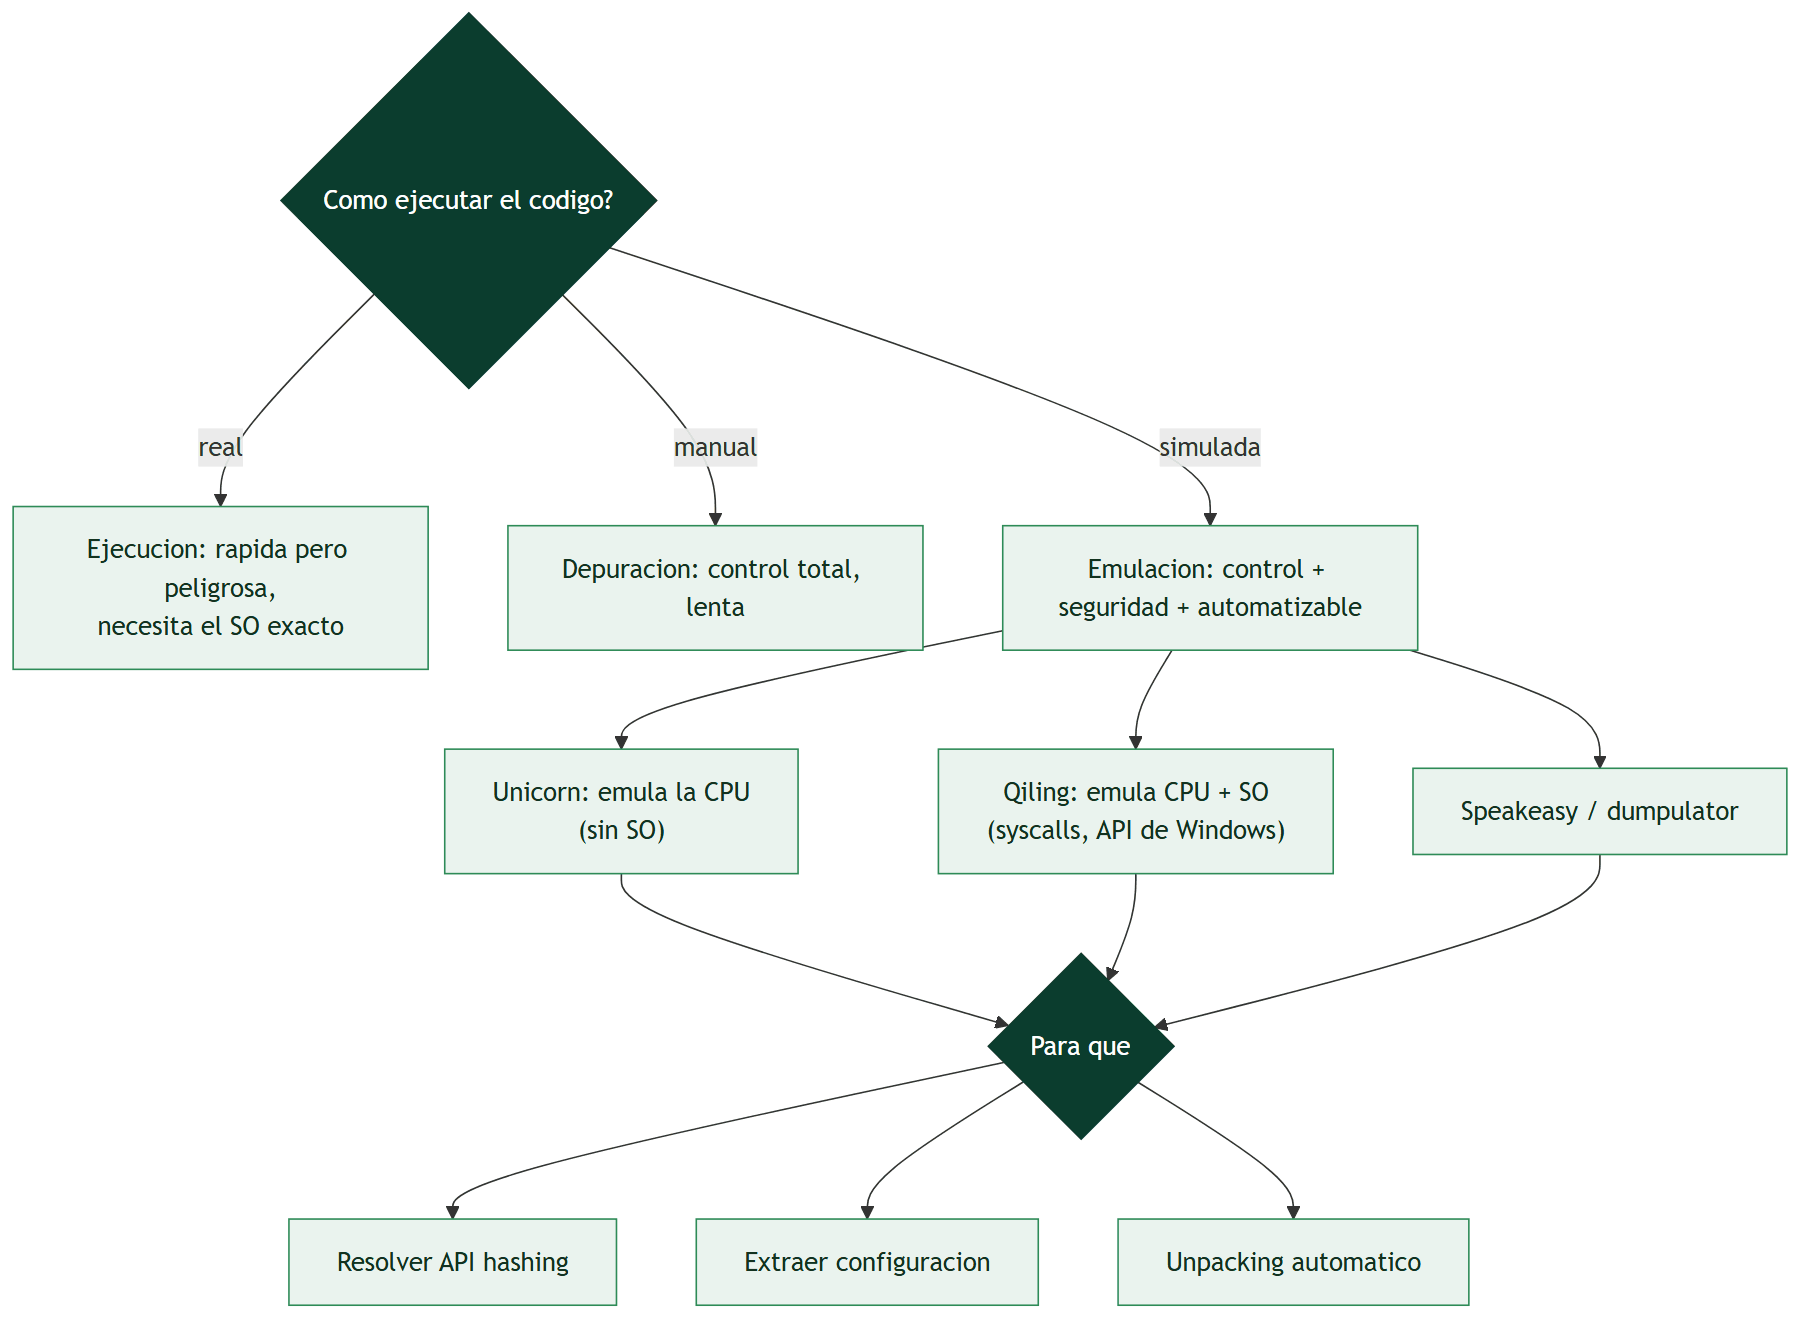 Como ejecutar el codigo?
real
manual
simulada
Ejecucion: rapida pero
peligrosa,
necesita el SO exacto
Depuracion: control total,
lenta
Emulacion: control +
seguridad + automatizable
Unicorn: emula la CPU
(sin SO)
Qiling: emula CPU + SO
(syscalls, API de Windows)
Speakeasy / dumpulator
Para que
Resolver API hashing
Extraer configuracion
Unpacking automatico